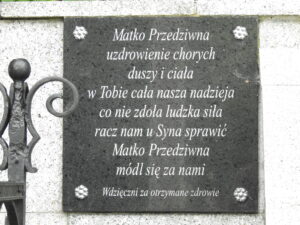 Matko Przedziwna
uzdrowienie chorych
duszy i ciała
w Tobie cała nasza nadzieja
co nie zdoła ludzka siła
racz nam u Syna sprawić
Matko Przedziwna
módl się za nami
Wdzięczni za otrzymane zdrowie